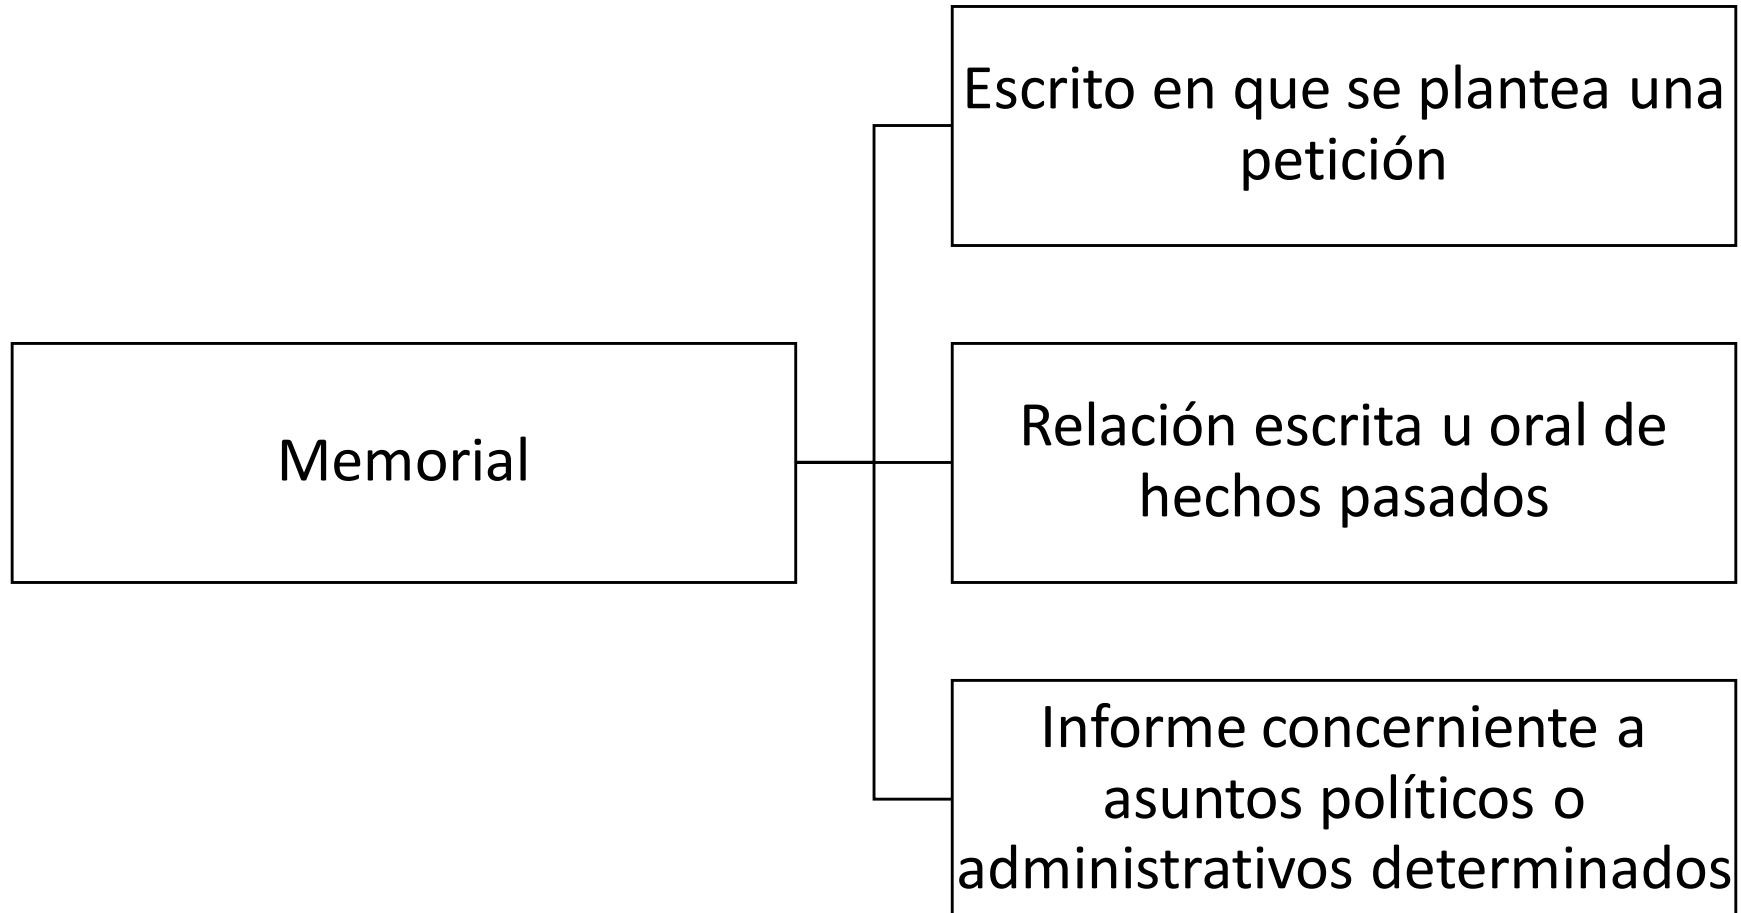 Memorial
Escrito en que se plantea una
petición
Relación escrita u oral de
hechos pasados
Informe concerniente a
asuntos políticos o
administrativos determinados